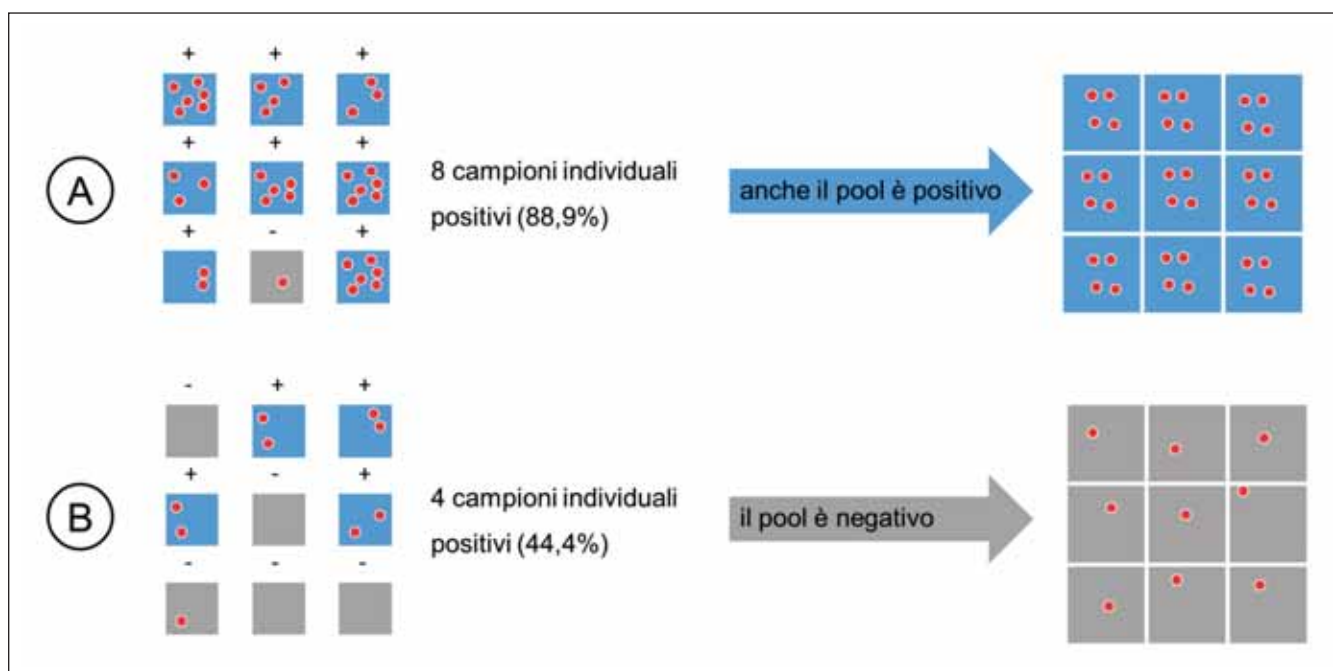 + + +
+ + +
A
8 campioni individuali
positivi (88,9%)
anche il pool è positivo
+ - +
- + +
+ - +
B
4 campioni individuali
positivi (44,4%)
il pool è negativo
- - -